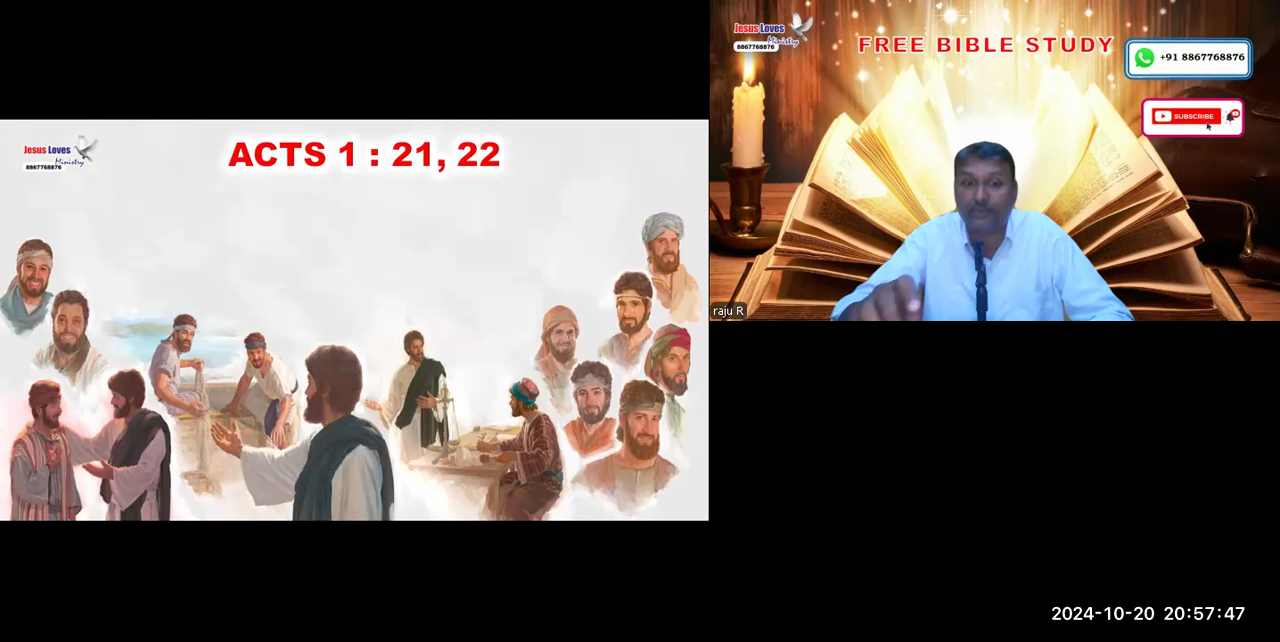 Jesus Loves
Ministry
8867768876
ACTS 1 : 21, 22
Jesus Loves
Ministry
8867768876
FREE BIBLE STUDY
+91 8867768876
SUBSCRIBE
raju R
2024-10-20 20:57:47